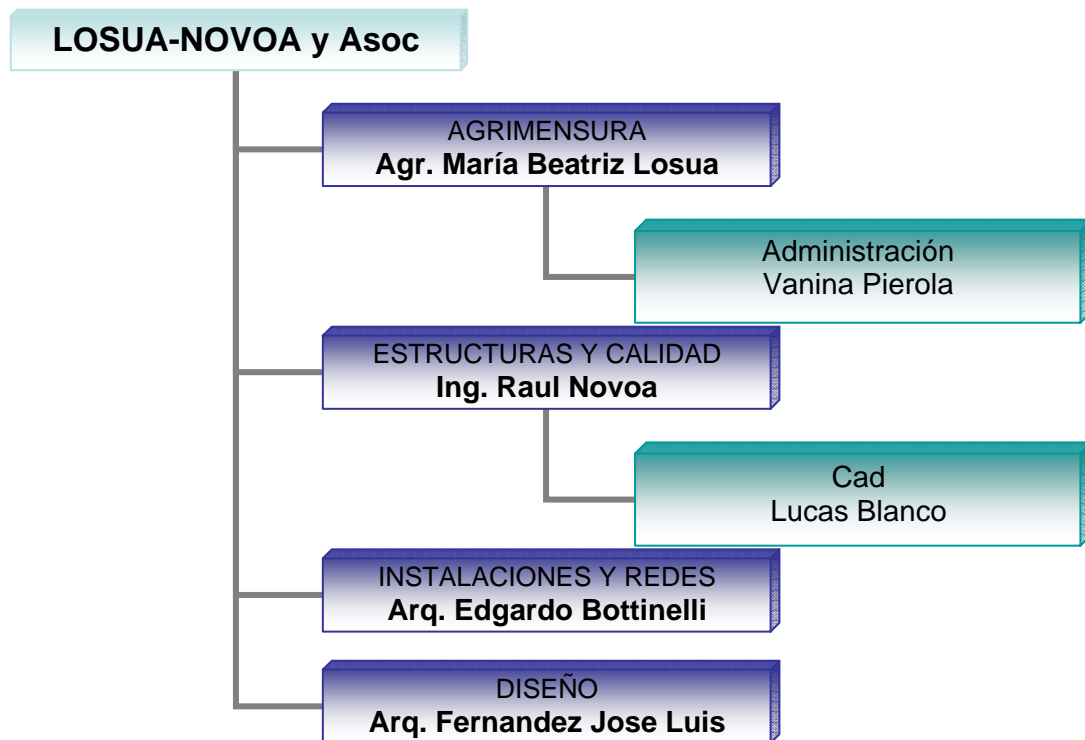 LOSUA-NOVOA y Asoc
AGRIMENSURA
Agr. María Beatriz Losua
Administración
Vanina Pierola
ESTRUCTURAS Y CALIDAD
Ing. Raul Novoa
Cad
Lucas Blanco
INSTALACIONES Y REDES
Arq. Edgardo Bottinelli
DISEÑO
Arq. Fernandez Jose Luis